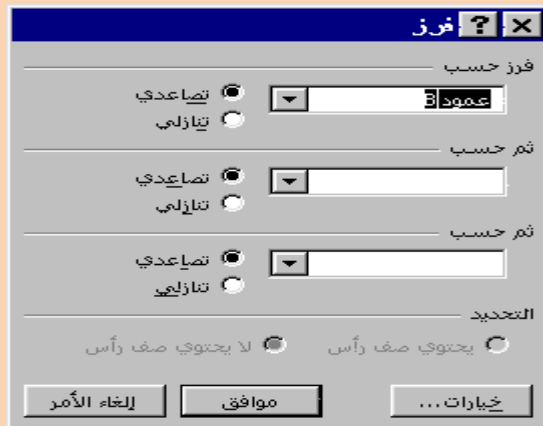 فرز
فرز حسب
عمود B
تصاعدي
تنازلي
ثم حسب
تصاعدي
تنازلي
ثم حسب
تصاعدي
تنازلي
التحديد
يحتوي صف رأس
لا يحتوي صف رأس
خيارات...
موافق
إلغاء الأمر